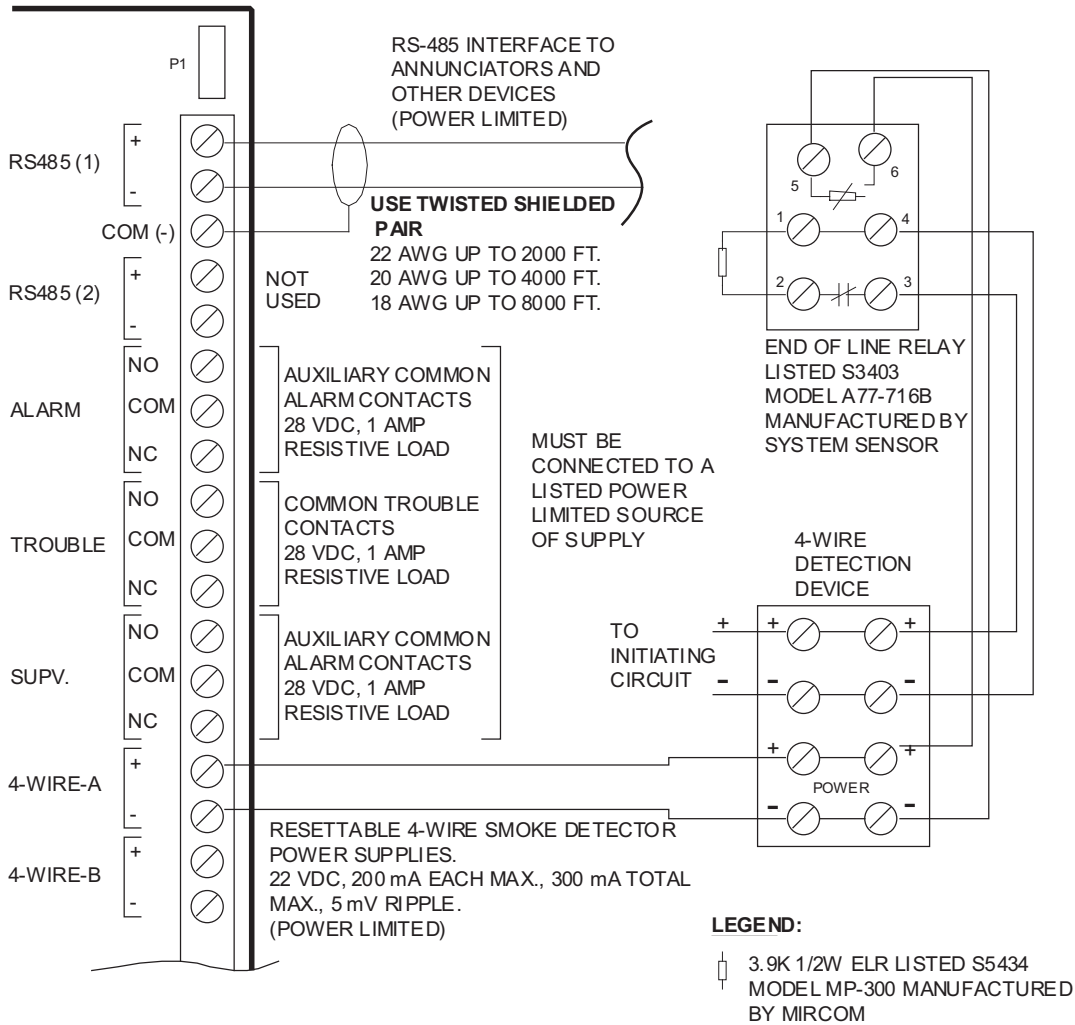 P1
RS-485 INTERFACE TO
ANNUNCIATORS AND
OTHER DEVICES
(POWER LIMITED)
RS485 (1)
+
-
COM (-)
USE TWISTED SHIELDED
PAIR
22 AWG UP TO 2000 FT.
20 AWG UP TO 4000 FT.
18 AWG UP TO 8000 FT.
RS485 (2)
+
-
NOT
USED
5
6
1
4
2
3
END OF LINE RELAY
LISTED S3403
MODEL A77-716B
MANUFACTURED BY
SYSTEM SENSOR
ALARM
NO
COM
NC
AUXILIARY COMMON
ALARM CONTACTS
28 VDC, 1 AMP
RESISTIVE LOAD
TROUBLE
NO
COM
NC
COMMON TROUBLE
CONTACTS
28 VDC, 1 AMP
RESISTIVE LOAD
SUPV.
NO
COM
NC
AUXILIARY COMMON
ALARM CONTACTS
28 VDC, 1 AMP
RESISTIVE LOAD
MUST BE
CONNECTED TO A
LISTED POWER
LIMITED SOURCE
OF SUPPLY
4-WIRE
DETECTION
DEVICE
TO
INITIATING
CIRCUIT
+ + +
- - -
+ +
POWER
- -
4-WIRE-A
+
-
4-WIRE-B
+
-
RESETTABLE 4-WIRE SMOKE DETECTOR
POWER SUPPLIES.
22 VDC, 200 mA EACH MAX., 300 mA TOTAL
MAX., 5 mV RIPPLE.
(POWER LIMITED)
LEGEND:
3.9K 1/2W ELR LISTED S5434
MODEL MP-300 MANUFACTURED
BY MIRCOM